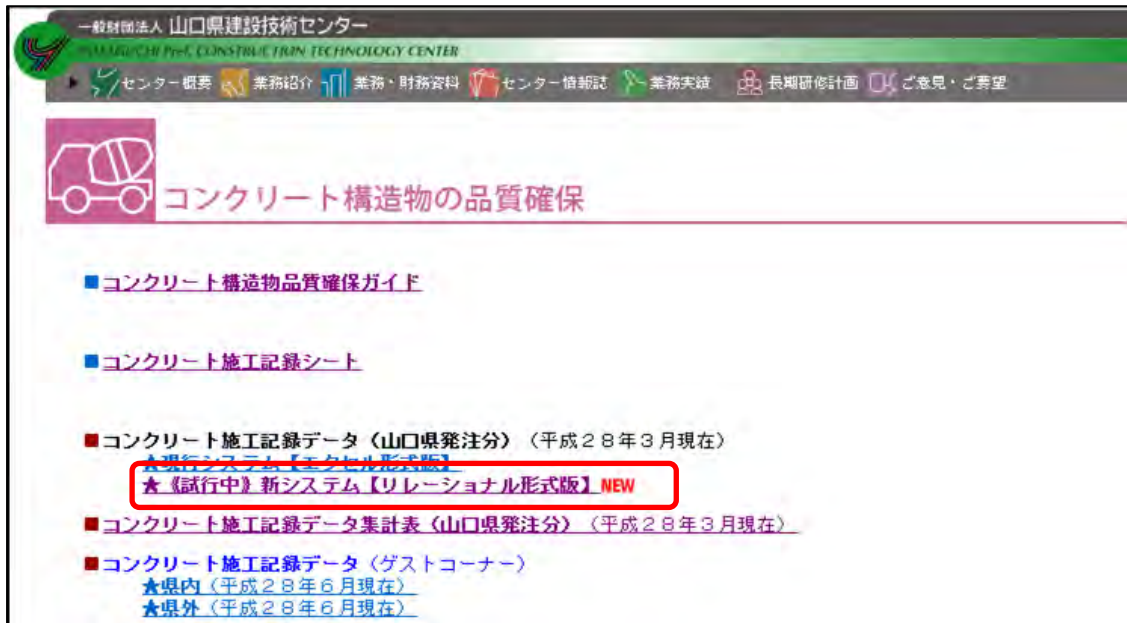 一般財団法人 山口県建設技術センター
YAMAGUCHI Pref. CONSTRUCTION TECHNOLOGY CENTER
センター概要 業務紹介 業務・財務資料 センター情報誌 業務実績 長期研修計画 ご意見・ご要望
コンクリート構造物の品質確保
■コンクリート構造物品質確保ガイド
■コンクリート施工記録シート
■コンクリート施工記録データ(山口県発注分)(平成28年3月現在)
★現行システム【エクセル形式版】
★《試行中》新システム【リレーショナル形式版】 NEW
■コンクリート施工記録データ集計表(山口県発注分)(平成28年3月現在)
■コンクリート施工記録データ(ゲストコーナー)
★県内(平成28年6月現在)
★県外(平成28年6月現在)